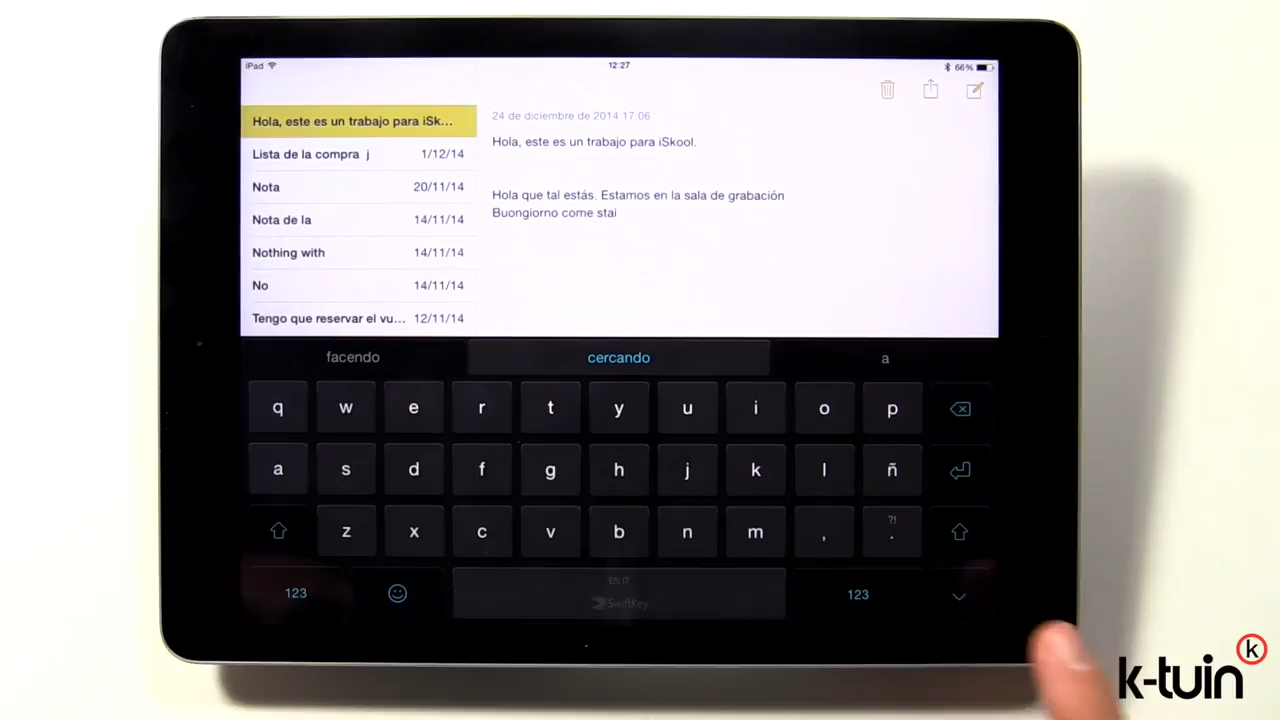 iPad
12:27
66%
Hola, este es un trabajo para iSk...
Lista de la compra j 1/12/14
Nota 20/11/14
Nota de la 14/11/14
Nothing with 14/11/14
No 14/11/14
Tengo que reservar el vu... 12/11/14
24 de diciembre de 2014 17:06
Hola, este es un trabajo para iSkool.
Hola que tal estás. Estamos en la sala de grabación
Buongiorno come stai
facendo cercando a
q w e r t y u i o p
a s d f g h j k l ñ
z x c v b n m , ?! .
123 ES IT 123
SwiftKey
k-tuin k